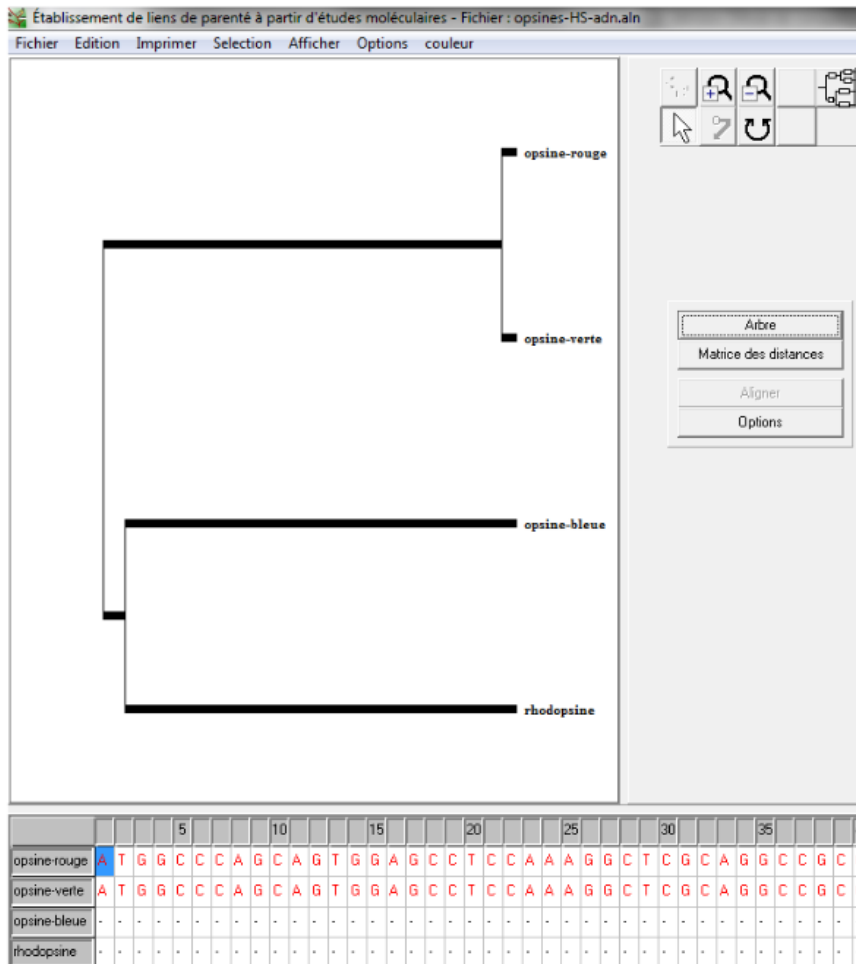 Établissement de liens de parenté à partir d'études moléculaires - Fichier : opsines-HS-adn.aln
Fichier Edition Imprimer Selection Afficher Options couleur
opsine-rouge
opsine-verte
opsine-bleue
rhodopsine
Arbre
Matrice des distances
Aligner
Options
5 10 15 20 25 30 35
opsine-rouge A T G G C C C A G C A G T G G A G C C T C C A A A G G C T C G C A G G C C G C
opsine-verte A T G G C C C A G C A G T G G A G C C T C C A A A G G C T C G C A G G C C G C
opsine-bleue - - - - - - - - - - - - - - - - - - - - - - - - - - - - - - - - - - - - - - -
rhodopsine - - - - - - - - - - - - - - - - - - - - - - - - - - - - - - - - - - - - - - -